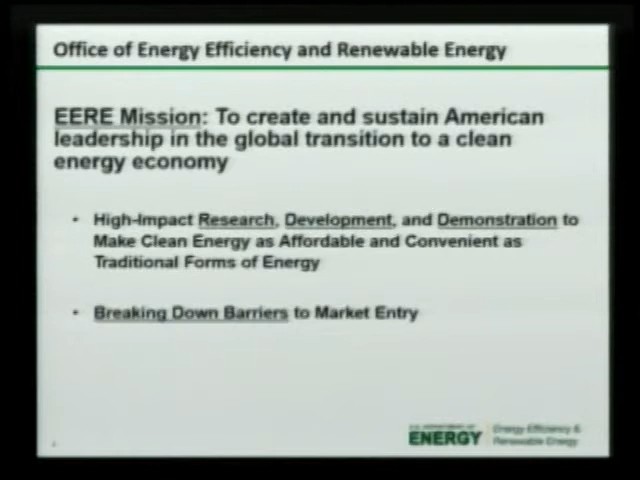 Office of Energy Efficiency and Renewable Energy
EERE Mission: To create and sustain American
leadership in the global transition to a clean
energy economy
• High-Impact Research, Development, and Demonstration to
Make Clean Energy as Affordable and Convenient as
Traditional Forms of Energy
• Breaking Down Barriers to Market Entry
U.S. DEPARTMENT OF
ENERGY
Energy Efficiency &
Renewable Energy